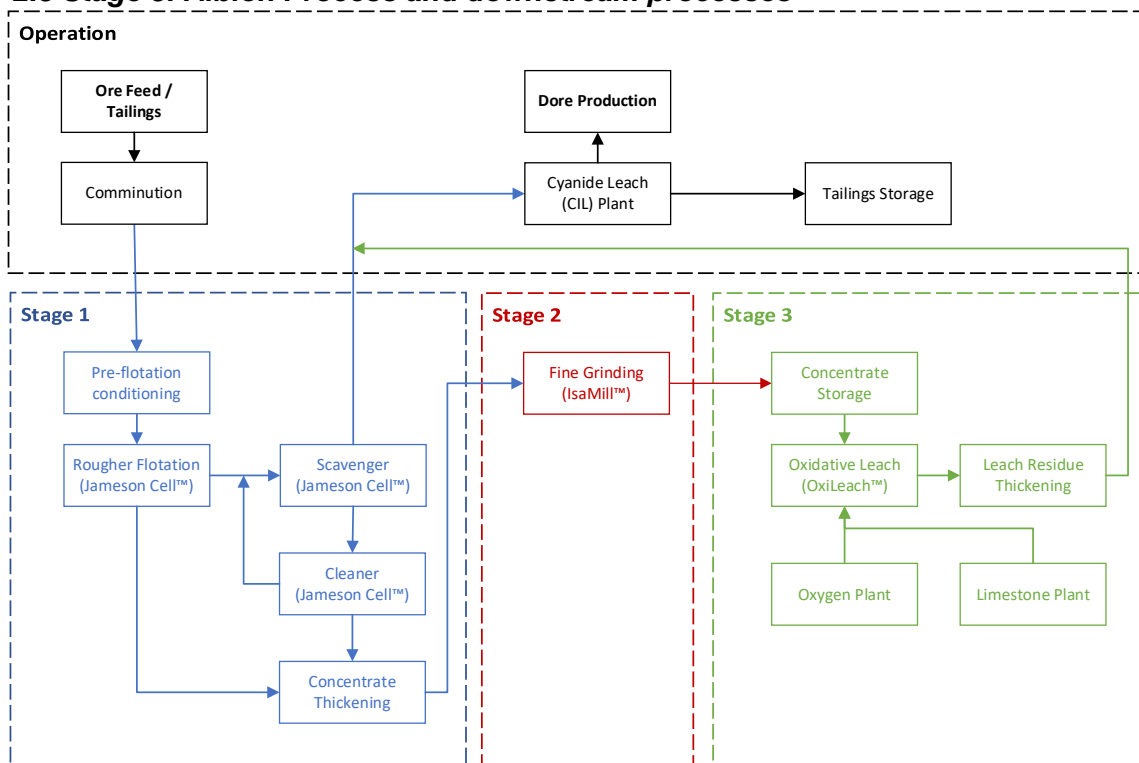 Operation
Ore Feed /
Tailings
Dore Production
Comminution
Cyanide Leach
(CIL) Plant
Tailings Storage
Stage 1
Stage 2
Stage 3
Pre-flotation
conditioning
Fine Grinding
(IsaMill™)
Concentrate
Storage
Rougher Flotation
(Jameson Cell™)
Scavenger
(Jameson Cell™)
Oxidative Leach
(OxiLeach™)
Leach Residue
Thickening
Cleaner
(Jameson Cell™)
Oxygen Plant
Limestone Plant
Concentrate
Thickening